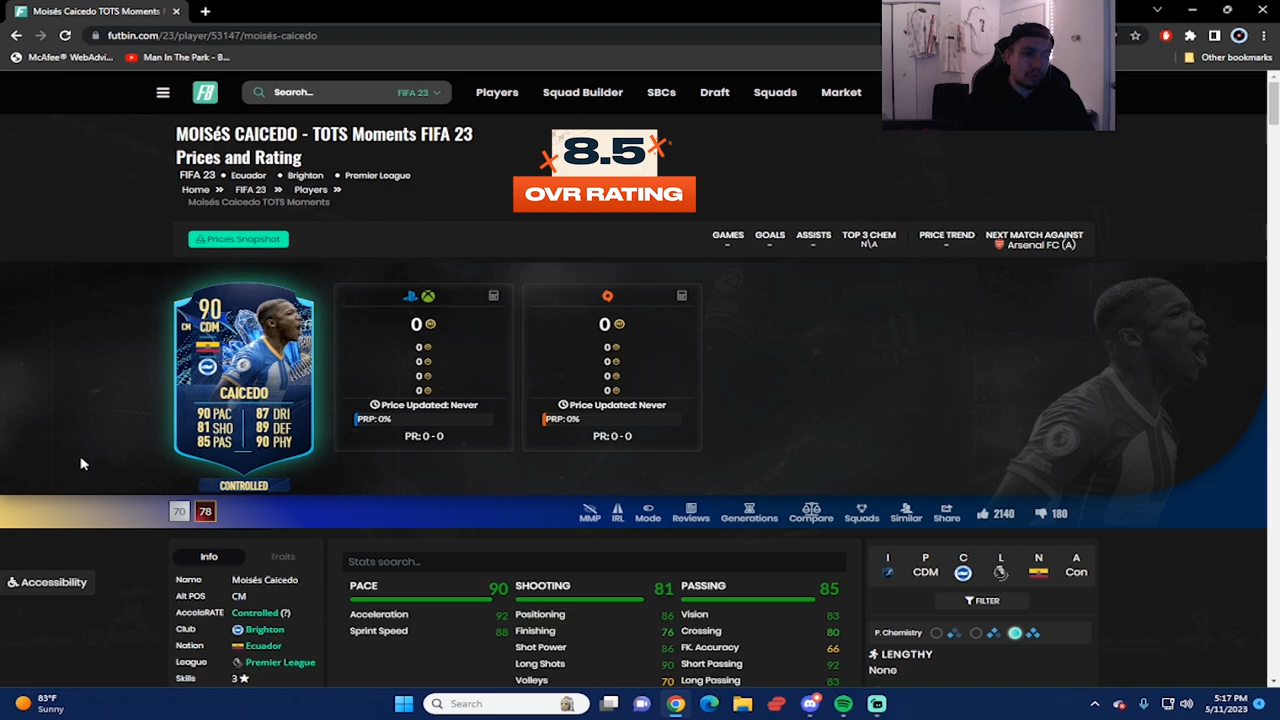 Moisés Caicedo TOTS Moments F
futbin.com/23/player/53147/moisés-caicedo
McAfee® WebAdvi...
Man In The Park - B...
Other bookmarks
F8
Search...
FIFA 23
Players
Squad Builder
SBCs
Draft
Squads
Market
MOISéS CAICEDO - TOTS Moments FIFA 23
Prices and Rating
FIFA 23 • Ecuador • Brighton • Premier League
Home » FIFA 23 » Players »
Moisés Caicedo TOTS Moments
8.5
OVR RATING
Prices Snapshot
GAMES
-
GOALS
-
ASSISTS
-
TOP 3 CHEM
N\A
PRICE TREND
-
NEXT MATCH AGAINST
Arsenal FC (A)
90
CDM
CM
CAICEDO
90 PAC
81 SHO
85 PAS
87 DRI
89 DEF
90 PHY
CONTROLLED
0
0
0
0
0
Price Updated: Never
PRP: 0%
PR: 0 - 0
0
0
0
0
0
Price Updated: Never
PRP: 0%
PR: 0 - 0
70
78
MMP
IRL
Mode
Reviews
Generations
Compare
Squads
Similar
Share
2140
180
Info
Traits
Name Moisés Caicedo
Alt POS CM
AcceleRATE Controlled (?)
Club Brighton
Nation Ecuador
League Premier League
Skills 3 ★
Accessibility
Stats search...
PACE 90
Acceleration 92
Sprint Speed 88
SHOOTING 81
Positioning 86
Finishing 76
Shot Power 86
Long Shots 90
Volleys 70
PASSING 85
Vision 83
Crossing 80
FK. Accuracy 66
Short Passing 92
Long Passing 83
I P C L N A
CDM Con
FILTER
P. Chemistry
LENGTHY
None
83°F
Sunny
Search
5:17 PM
5/11/2023